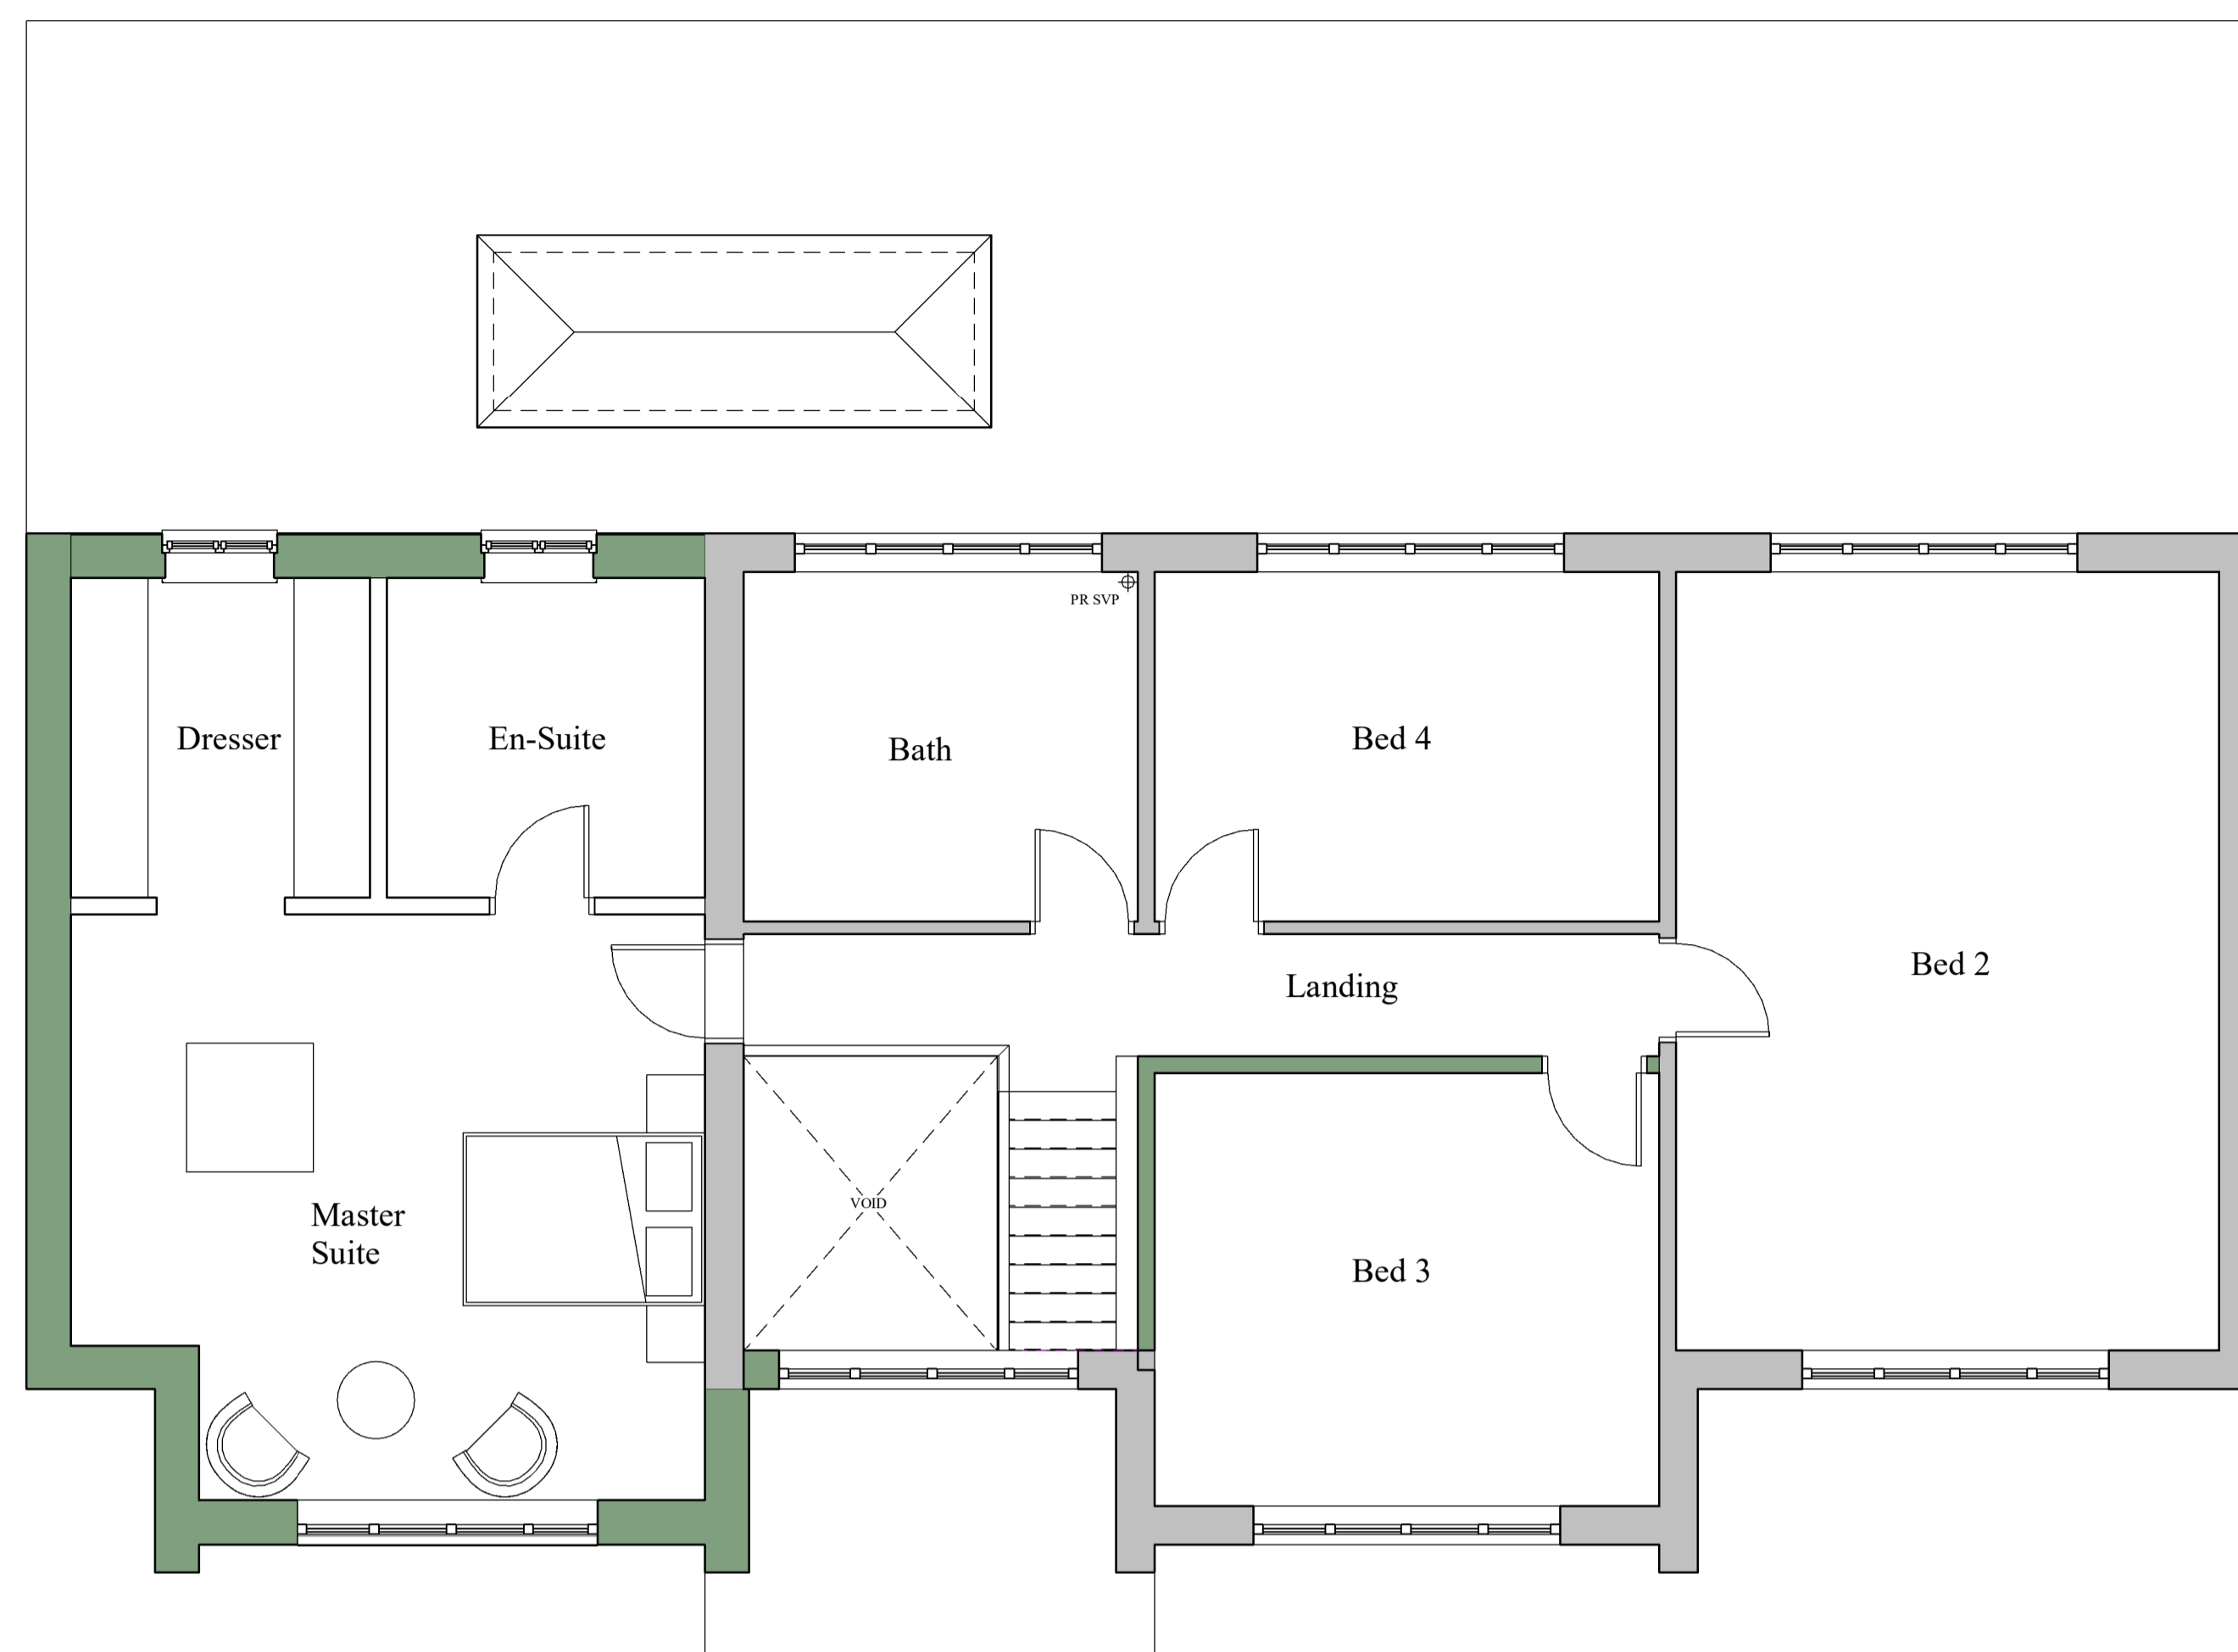 PR SVP
Dresser
En-Suite
Bath
Bed 4
Bed 2
Landing
VOID
Master
Suite
Bed 3